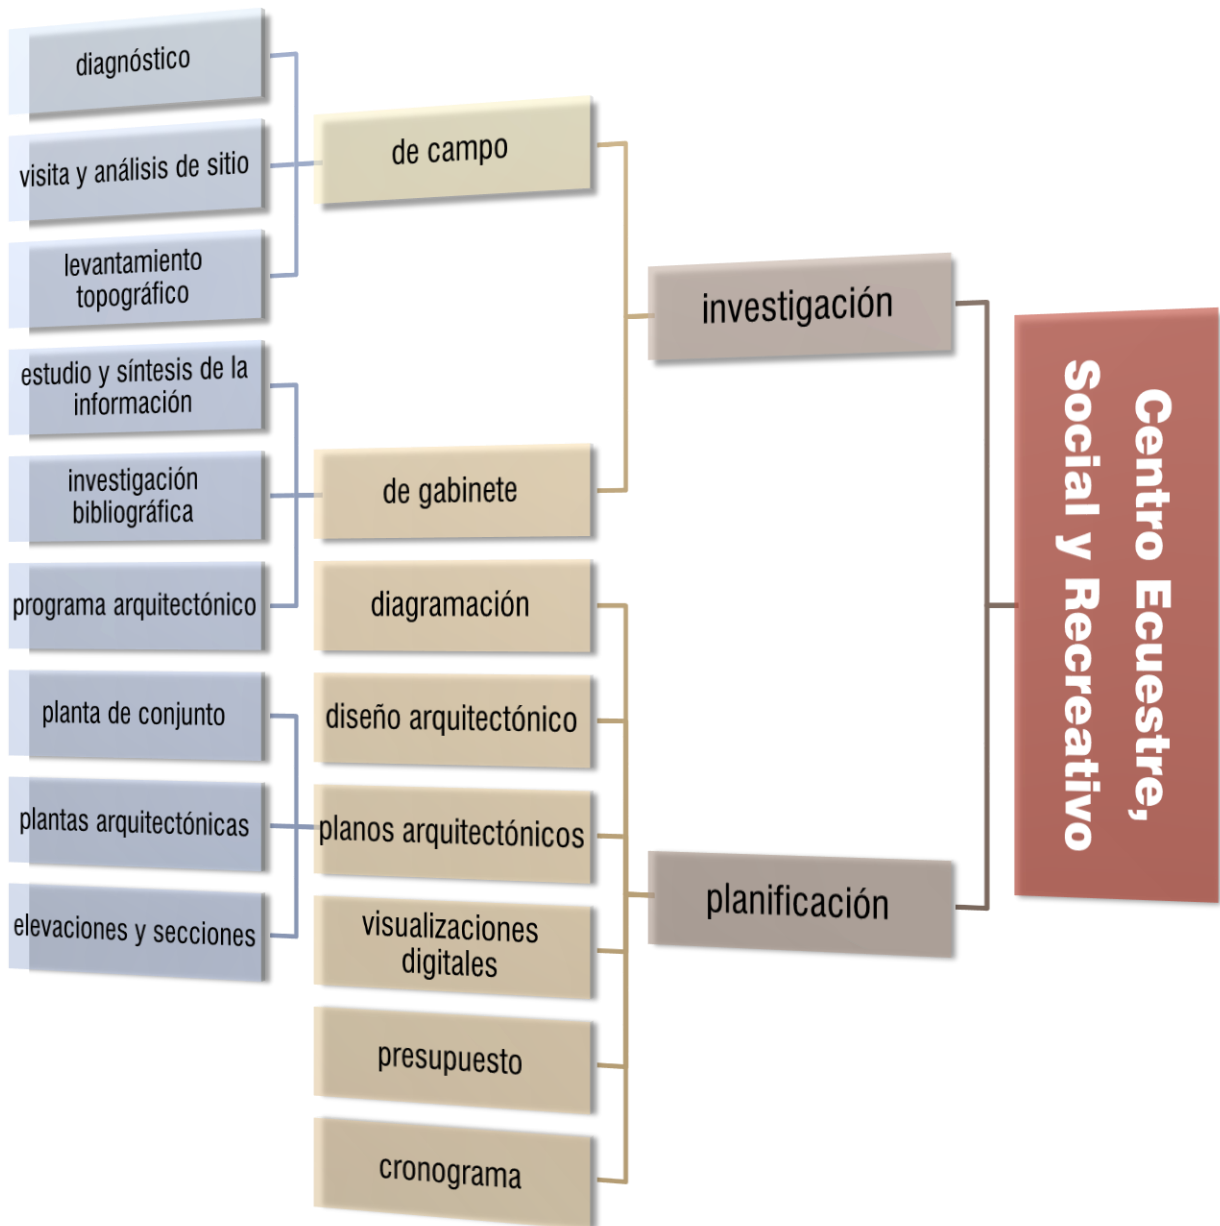 Centro Ecuestre,
Social y Recreativo
investigación
de campo
diagnóstico
visita y análisis de sitio
levantamiento
topográfico
de gabinete
estudio y síntesis de la
información
investigación
bibliográfica
programa arquitectónico
planificación
diagramación
diseño arquitectónico
planos arquitectónicos
planta de conjunto
plantas arquitectónicas
elevaciones y secciones
visualizaciones
digitales
presupuesto
cronograma